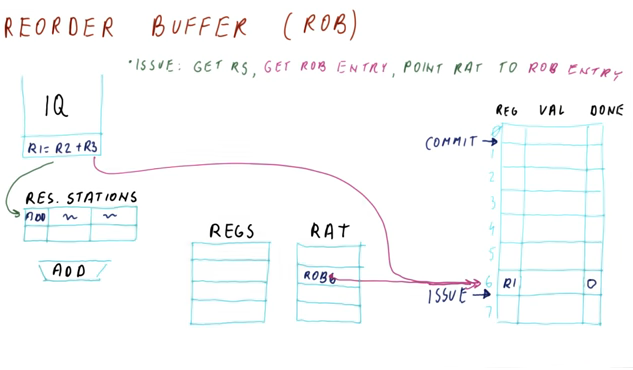 REORDER BUFFER (ROB)
• ISSUE: GET RS, GET ROB ENTRY, POINT RAT TO ROB ENTRY
IQ
R1= R2 + R3
RES. STATIONS
ADD ~ ~
ADD
REGS
RAT
ROB6
REG VAL DONE
COMMIT →
ISSUE →
0
1
2
3
4
5
6 R1 0
7